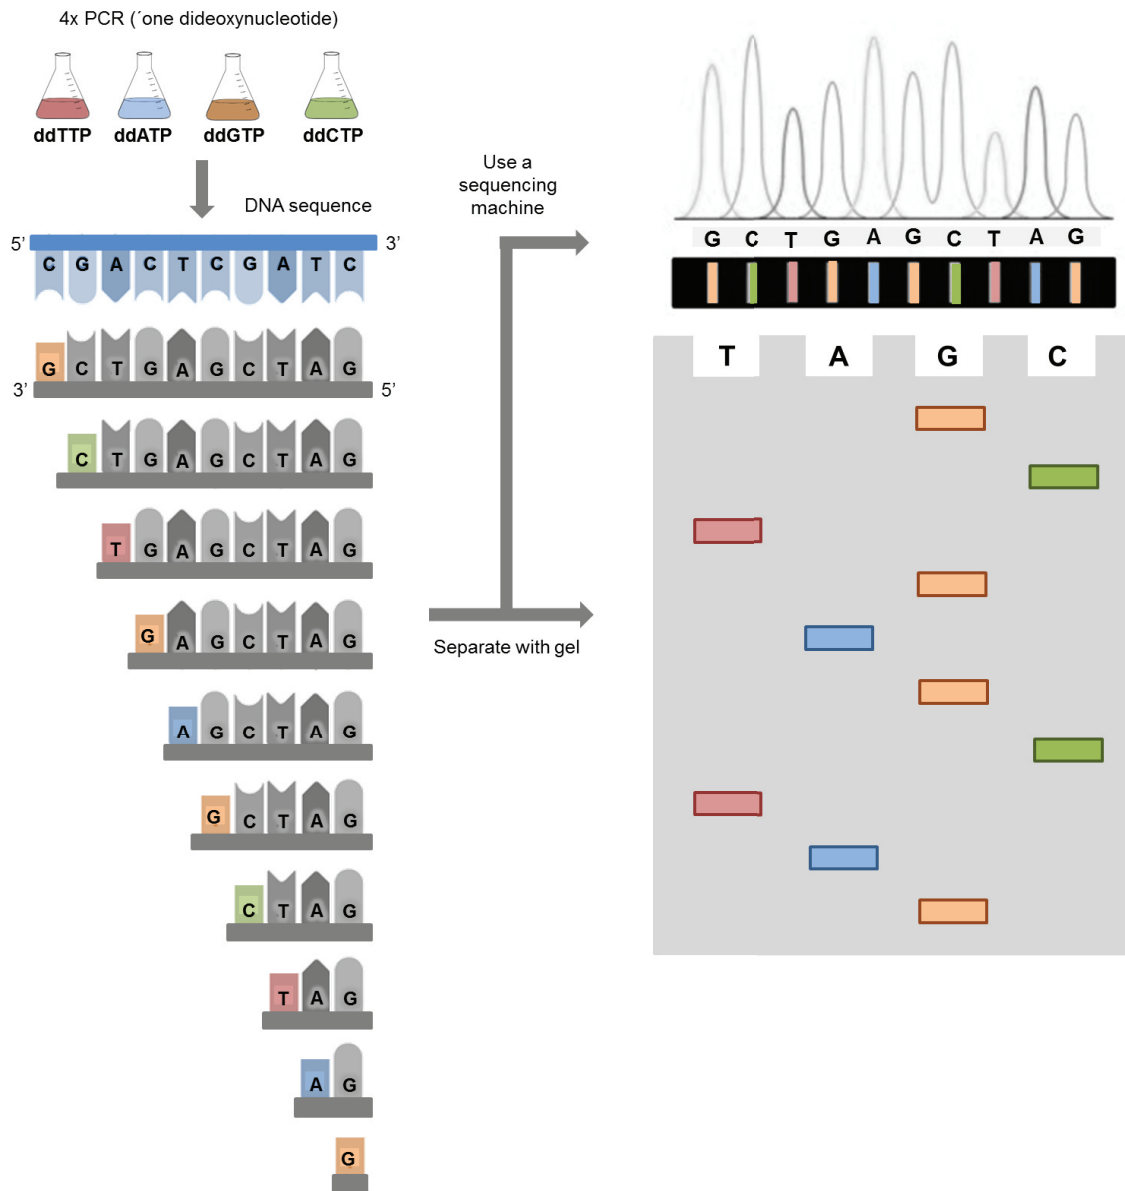 4x PCR (´one dideoxynucleotide)
ddTTP ddATP ddGTP ddCTP
DNA sequence
5’ 3’
C G A C T C G A T C
G C T G A G C T A G
3’ 5’
C T G A G C T A G
T G A G C T A G
G A G C T A G
A G C T A G
G C T A G
C T A G
T A G
A G
G
Use a
sequencing
machine
Separate with gel
G C T G A G C T A G
T A G C